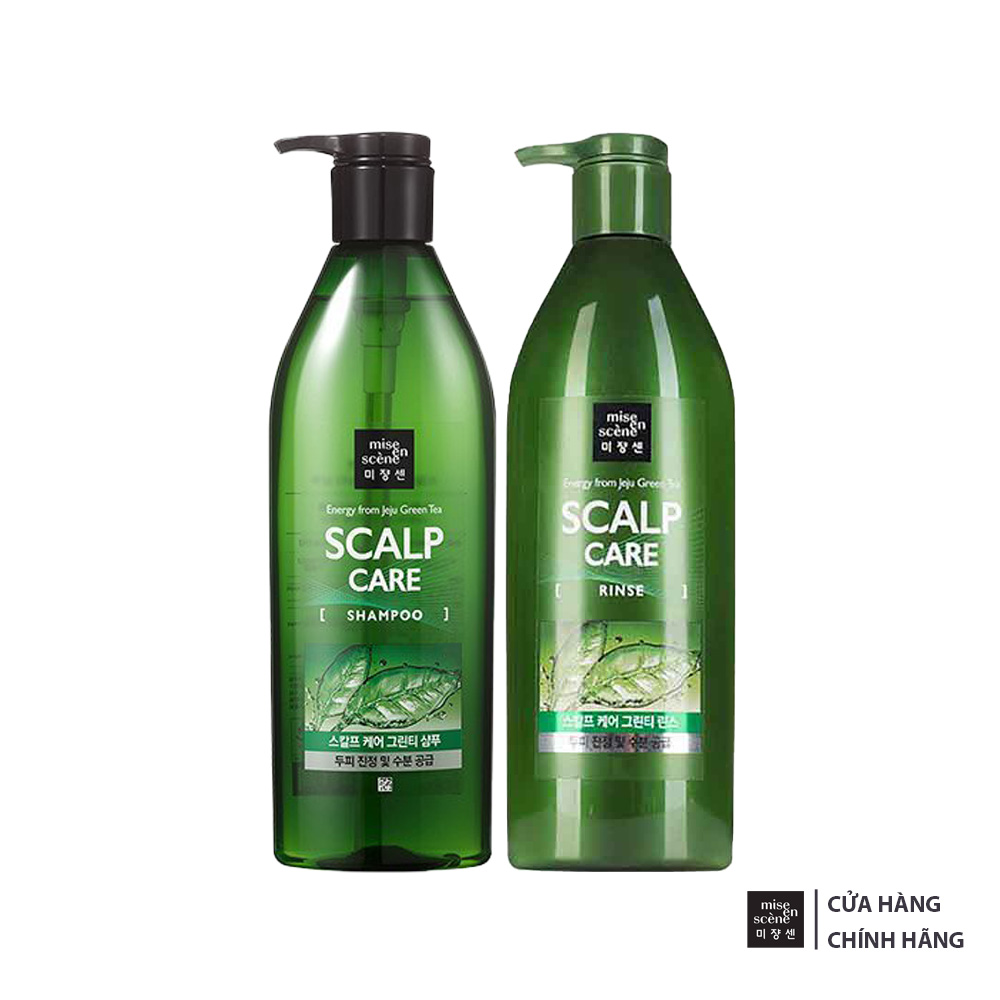 mise
en
scène
미쟝센
Energy from Jeju Green Tea
SCALP
CARE
[ SHAMPOO ]
스칼프 케어 그린티 샴푸
두피 진정 및 수분 공급
mise
en
scène
미쟝센
Energy from Jeju Green Tea
SCALP
CARE
[ RINSE ]
스칼프 케어 그린티 린스
두피 진정 및 수분 공급
mise
en
scène
미쟝센
CỬA HÀNG
CHÍNH HÃNG